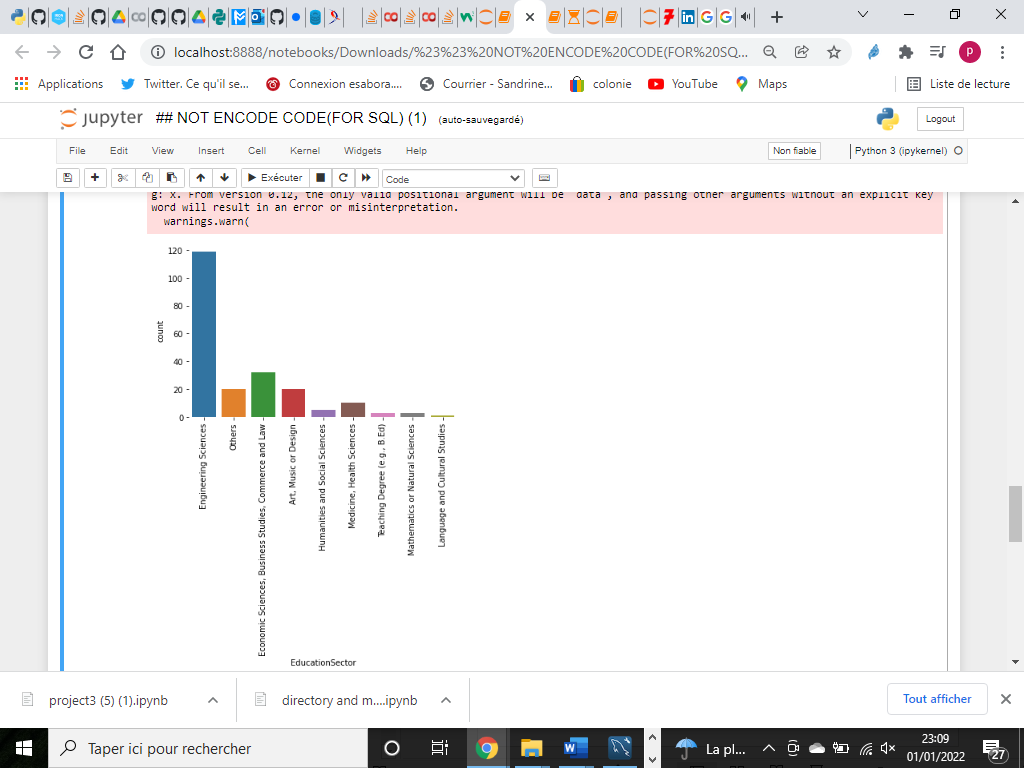 localhost:8888/notebooks/Downloads/%23%23%20NOT%20ENCODE%20CODE(FOR%20SQ...
P
Applications
Twitter. Ce qu'il se...
Connexion esabora....
Courrier - Sandrine...
colonie
YouTube
Maps
Liste de lecture
jupyter ## NOT ENCODE CODE(FOR SQL) (1) (auto-sauvegardé)
Logout
File Edit View Insert Cell Kernel Widgets Help
Non fiable
Python 3 (ipykernel)
Exécuter
Code
g: x. From version 0.12, the only valid positional argument will be `data`, and passing other arguments without an explicit key
word will result in an error or misinterpretation.
warnings.warn(
120
100
80
60
40
20
0
count
Engineering Sciences
Others
Economic Sciences, Business Studies, Commerce and Law
Art, Music or Design
Humanities and Social Sciences
Medicine, Health Sciences
Teaching Degree (e.g., B.Ed)
Mathematics or Natural Sciences
Language and Cultural Studies
EducationSector
project3 (5) (1).ipynb
directory and m....ipynb
Tout afficher
Taper ici pour rechercher
La pl...
23:09
01/01/2022
27